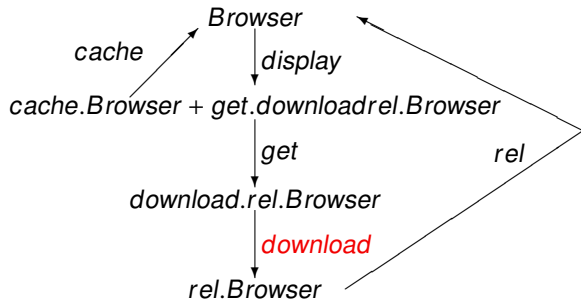 Browser
cache
display
cache.Browser + get.downloadrel.Browser
get
rel
download.rel.Browser
download
rel.Browser